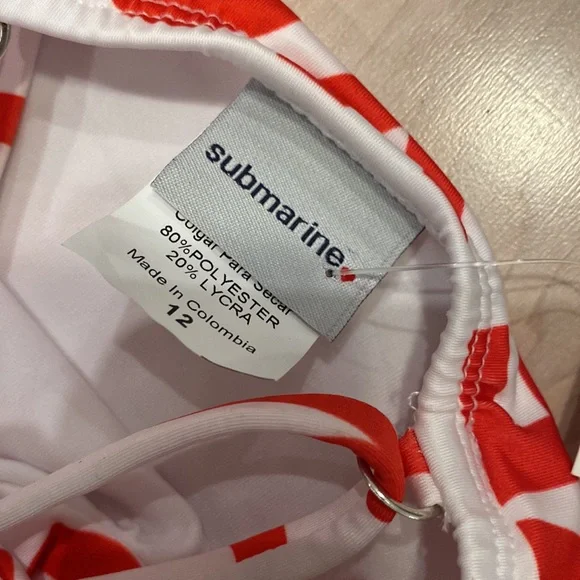 submarine
Colgar Para Secar
80%POLYESTER
20% LYCRA
Made In Colombia
12